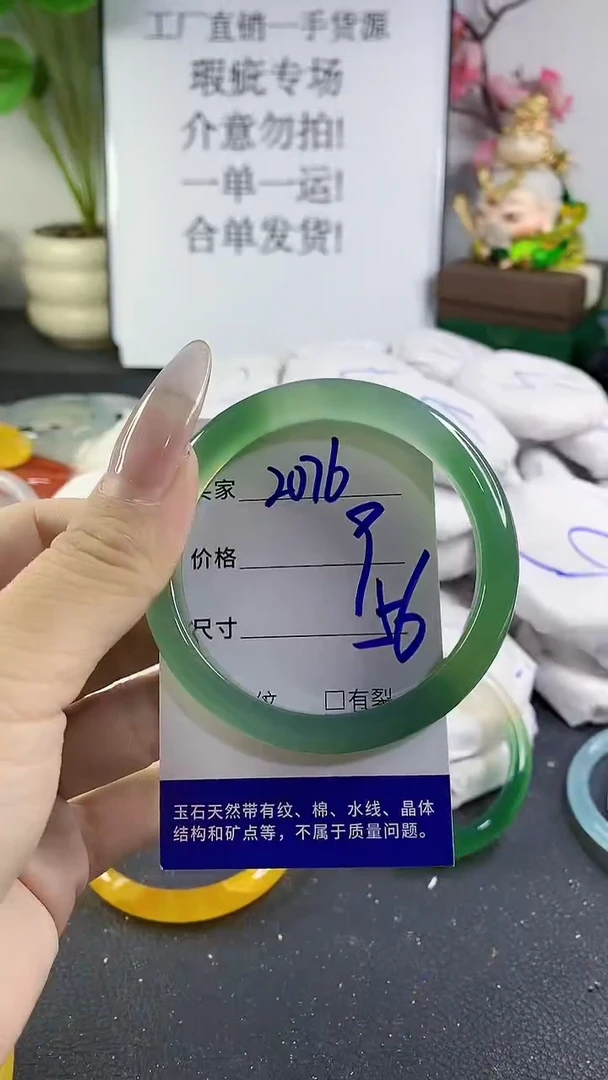 工厂直销一手货源
瑕疵专场
介意勿拍!
一单一运!
合单发货!
买家 2076
价格
尺寸 56
纹 □有裂
玉石天然带有纹、棉、水线、晶体
结构和矿点等，不属于质量问题。